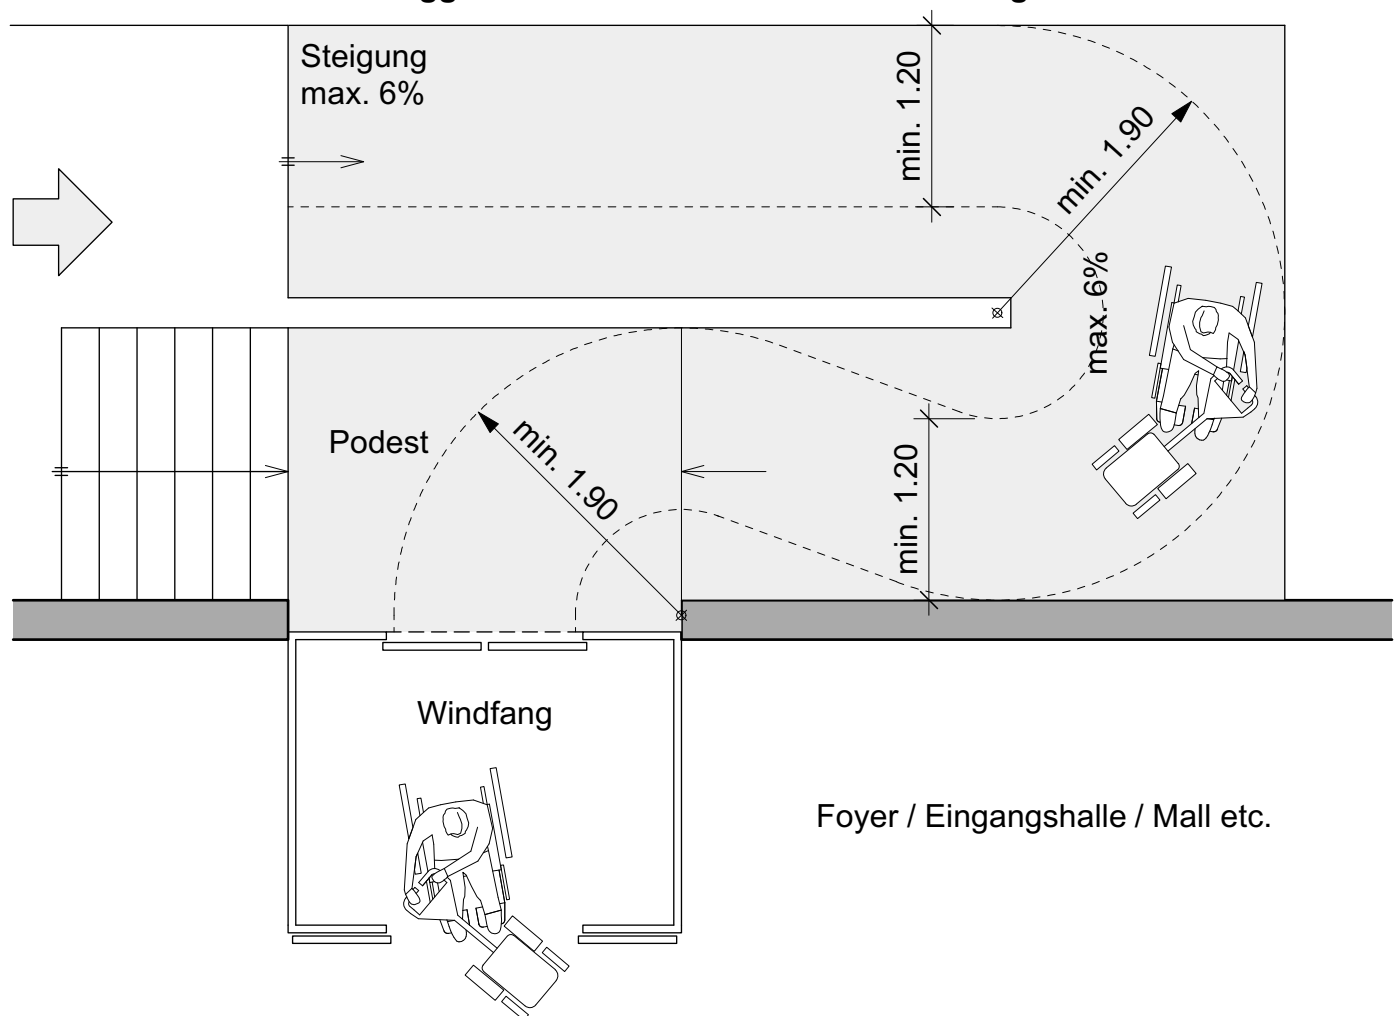 Steigung
max. 6%
min. 1.20
min. 1.90
max. 6%
Podest
min. 1.90
min. 1.20
Windfang
Foyer / Eingangshalle / Mall etc.